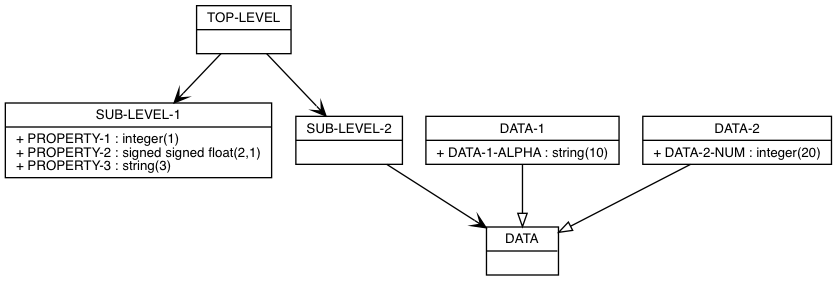 TOP-LEVEL
SUB-LEVEL-1
+ PROPERTY-1 : integer(1)
+ PROPERTY-2 : signed signed float(2,1)
+ PROPERTY-3 : string(3)
SUB-LEVEL-2
DATA-1
+ DATA-1-ALPHA : string(10)
DATA-2
+ DATA-2-NUM : integer(20)
DATA